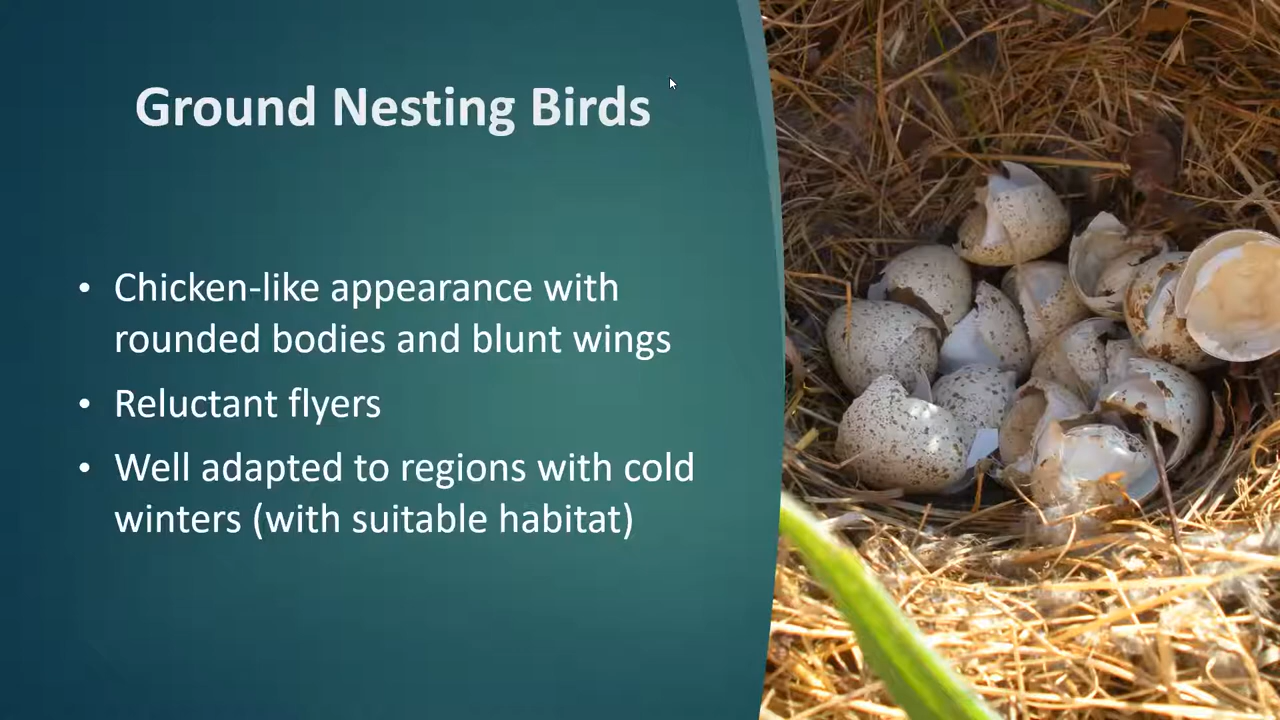 Ground Nesting Birds
• Chicken-like appearance with
rounded bodies and blunt wings
• Reluctant flyers
• Well adapted to regions with cold
winters (with suitable habitat)